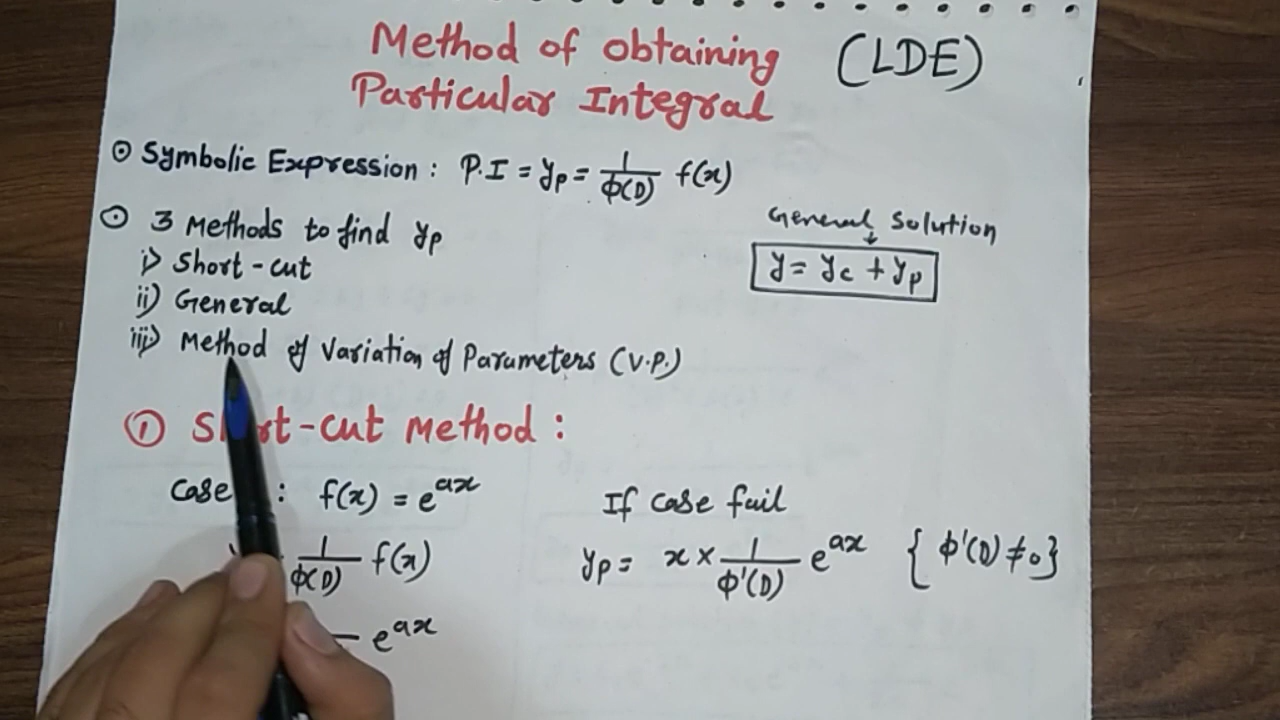 Method of obtaining (LDE)
Particular Integral
⊙ Symbolic Expression : P.I = yp = 1/ϕ(D) f(x)
⊙ 3 Methods to find yp
i) Short-cut
ii) General
iii) Method of Variation of Parameters (V.P.)
General Solution
↓
y = yc + yp
① Short-cut method :
Case : f(x) = e^ax
1/ϕ(D) f(x)
e^ax
If case fail
yp = x × 1/ϕ'(D) e^ax { ϕ'(D) ≠ 0}